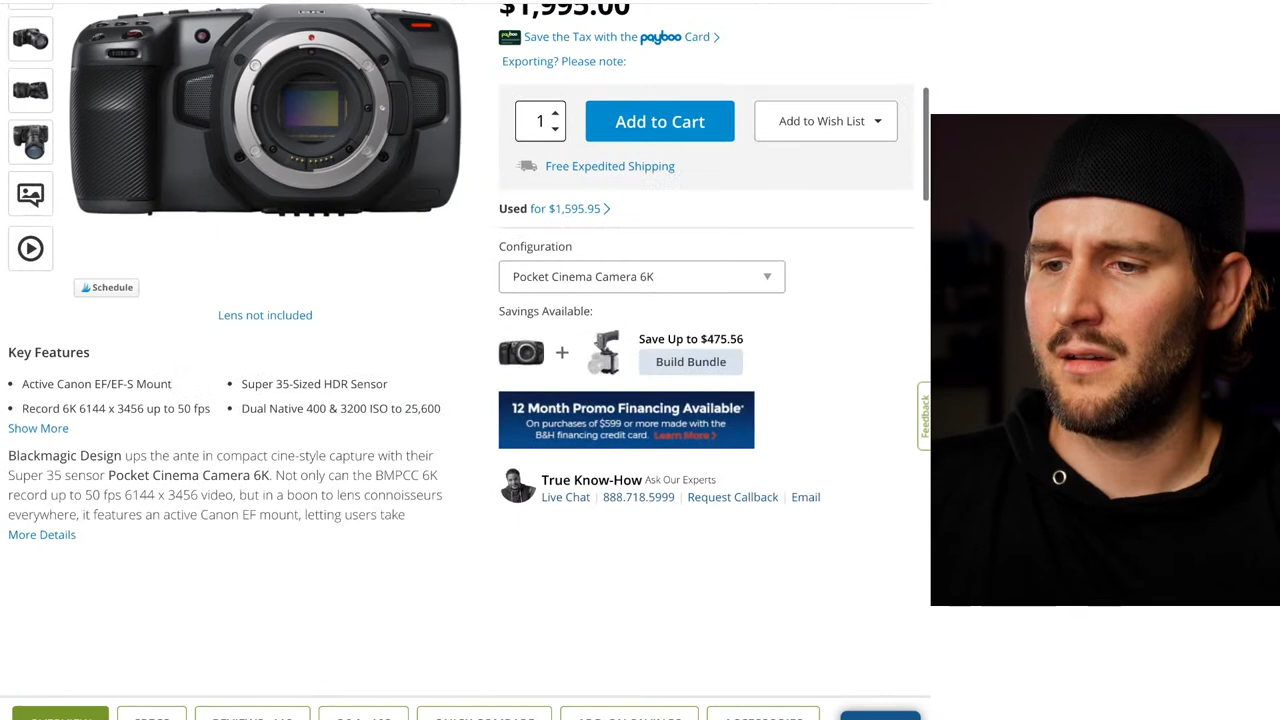 $1,995.00
Save the Tax with the payboo Card >
Exporting? Please note:
1
Add to Cart
Add to Wish List
Free Expedited Shipping
Used for $1,595.95 >
Configuration
Pocket Cinema Camera 6K
Savings Available:
Save Up to $475.56
Build Bundle
12 Month Promo Financing Available*
On purchases of $599 or more made with the
B&H financing credit card. Learn More >
True Know-How Ask Our Experts
Live Chat | 888.718.5999 | Request Callback | Email
Schedule
Lens not included
Key Features
• Active Canon EF/EF-S Mount
• Super 35-Sized HDR Sensor
• Record 6K 6144 x 3456 up to 50 fps
• Dual Native 400 & 3200 ISO to 25,600
Show More
Blackmagic Design ups the ante in compact cine-style capture with their
Super 35 sensor Pocket Cinema Camera 6K. Not only can the BMPCC 6K
record up to 50 fps 6144 x 3456 video, but in a boon to lens connoisseurs
everywhere, it features an active Canon EF mount, letting users take
More Details
Feedback